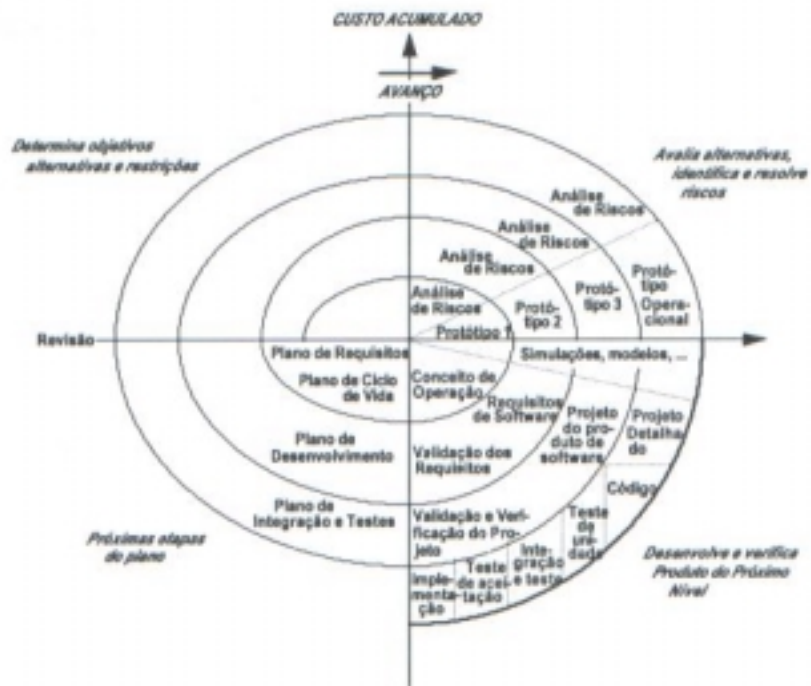 CUSTO ACUMULADO
AVANÇO
Determina objetivos
alternativas e restrições
Avalia alternativas,
identifica e resolve
riscos
Análise
de Riscos
Análise
de Riscos
Análise
de Riscos
Análise
de Riscos
Protótipo 1
Protó-
tipo 2
Protó-
tipo 3
Protó-
tipo
Opera-
cional
Revisão
Plano de Requisitos
Simulações, modelos, ...
Plano de Ciclo
de Vida
Conceito de
Operação
Requisitos
de Software
Projeto
do pro-
duto de
software
Projeto
Detalha-
do
Plano de
Desenvolvimento
Validação dos
Requisitos
Código
Plano de
Integração e Testes
Validação e Veri-
ficação do Pro-
jeto
Teste
de uni-
dade
Inte-
gração
e teste
Teste
de acei-
tação
Imple-
menta-
ção
Próximas etapas
do plano
Desenvolve e verifica
Produto do Próximo
Nível